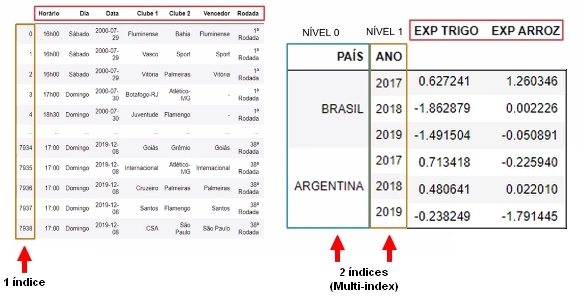 Horário Dia Data Clube 1 Clube 2 Vencedor Rodada
0 16h00 Sábado 2000-07-29 Fluminense Bahia Fluminense 1ª Rodada
1 16h00 Sábado 2000-07-29 Vasco Sport Sport 1ª Rodada
2 16h00 Sábado 2000-07-29 Vitória Palmeiras Vitória 1ª Rodada
3 17h00 Domingo 2000-07-30 Botafogo-RJ Atlético-MG - 1ª Rodada
4 18h30 Domingo 2000-07-30 Juventude Flamengo - 1ª Rodada
... ... ... ... ... ... ... ...
7934 17:00 Domingo 2019-12-08 Goiás Grêmio Goiás 38ª Rodada
7935 17:00 Domingo 2019-12-08 Internacional Atlético-MG Internacional 38ª Rodada
7936 17:00 Domingo 2019-12-08 Cruzeiro Palmeiras Palmeiras 38ª Rodada
7937 17:00 Domingo 2019-12-08 Santos Flamengo Santos 38ª Rodada
7938 17:00 Domingo 2019-12-08 CSA São Paulo São Paulo 38ª Rodada
1 índice
NÍVEL 0 NÍVEL 1 EXP TRIGO EXP ARROZ
PAÍS ANO
BRASIL
2017 0.627241 1.260346
2018 -1.862879 0.002226
2019 -1.491504 -0.050891
ARGENTINA
2017 0.713418 -0.225940
2018 0.480641 0.022010
2019 -0.238249 -1.791445
2 índices
(Multi-index)